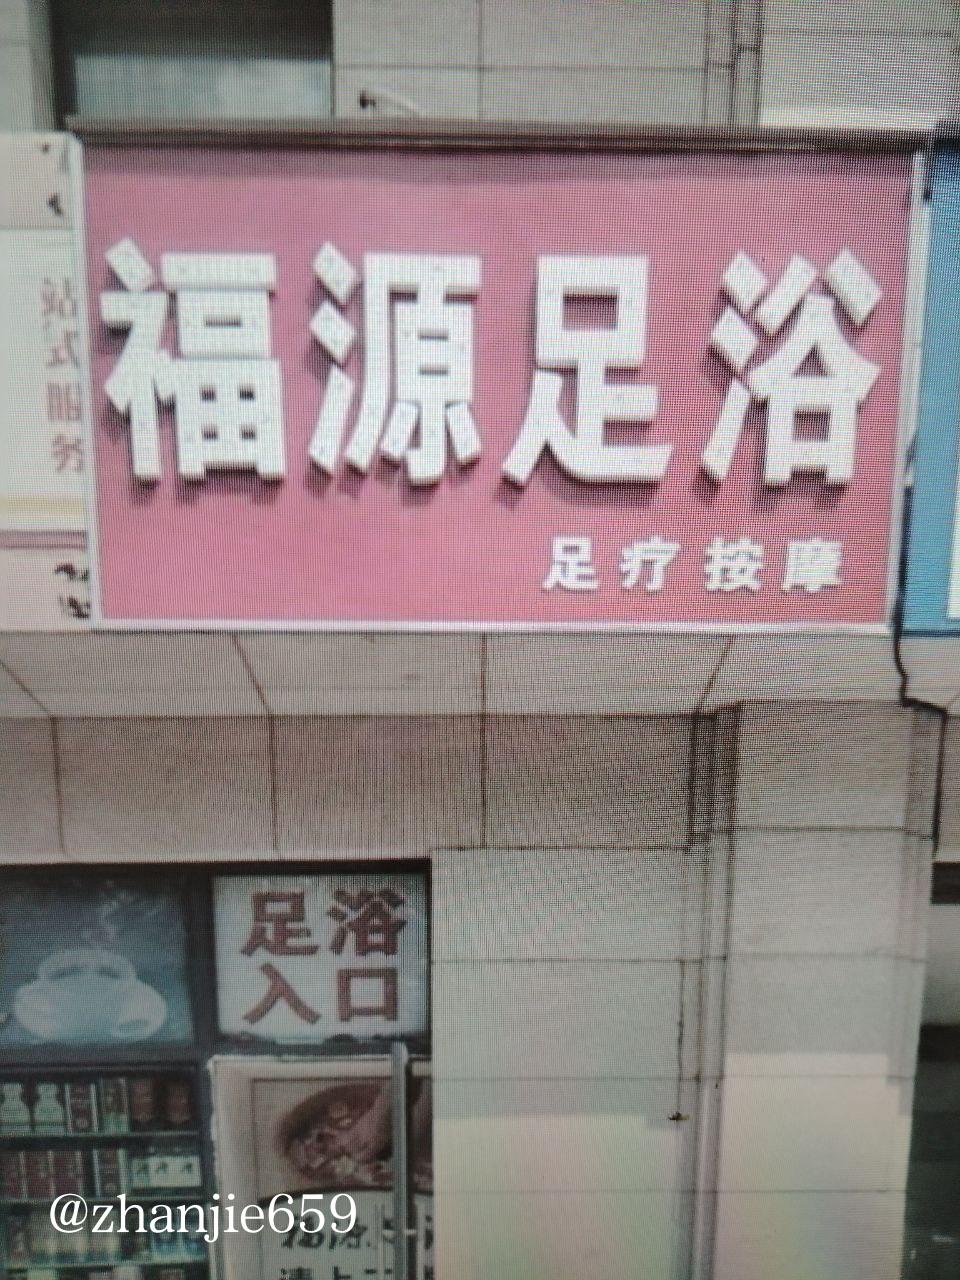 福源足浴
足疗 按摩
站式服务
足浴
入口
@zhanjie659